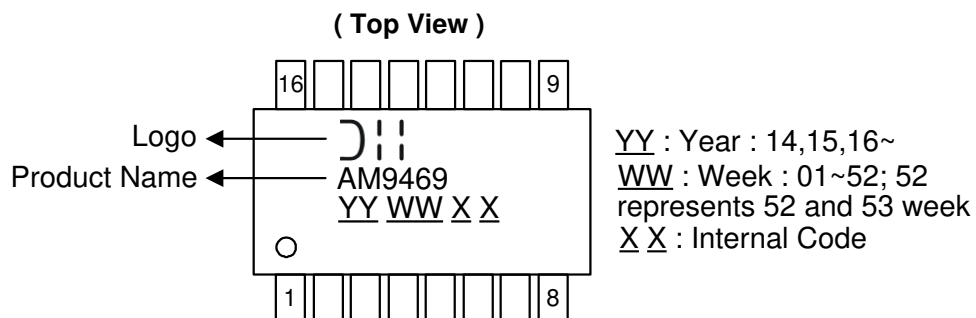 ( Top View )
16 9
Logo
Product Name
AM9469
YY WW X X
1 8
YY : Year : 14,15,16~
WW : Week : 01~52; 52
represents 52 and 53 week
X X : Internal Code